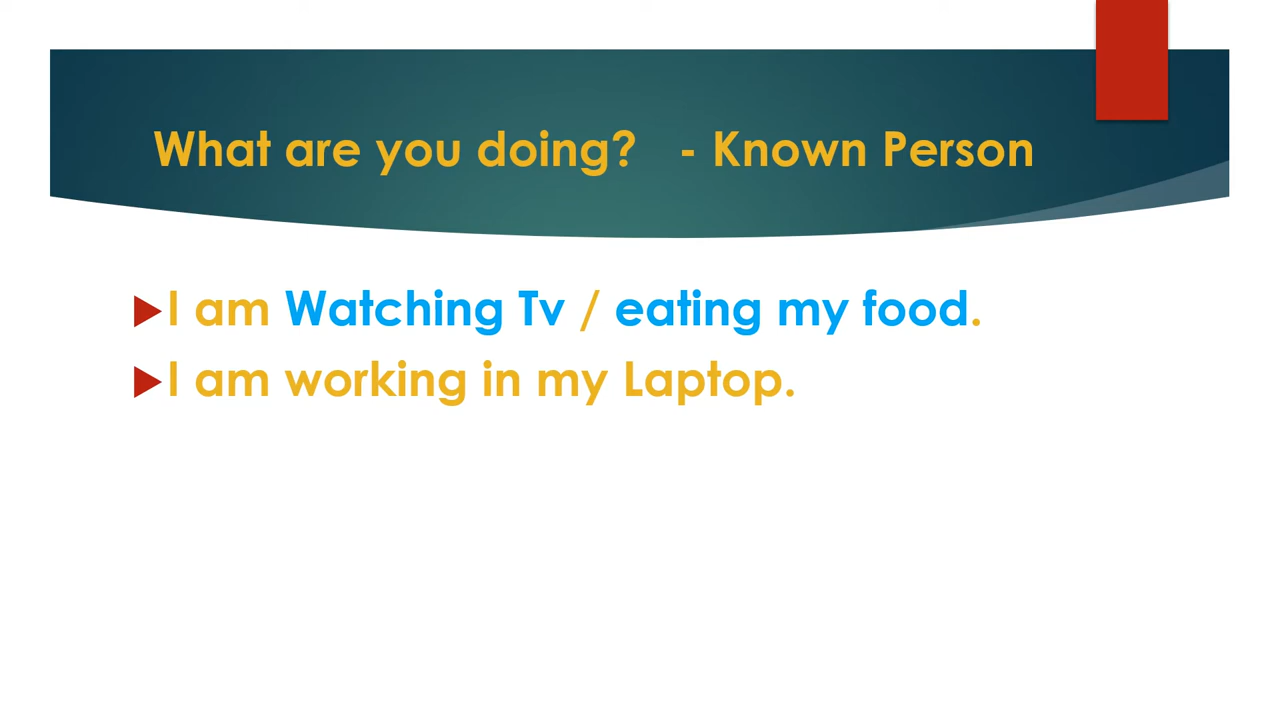 What are you doing? - Known Person
I am Watching Tv / eating my food.
I am working in my Laptop.